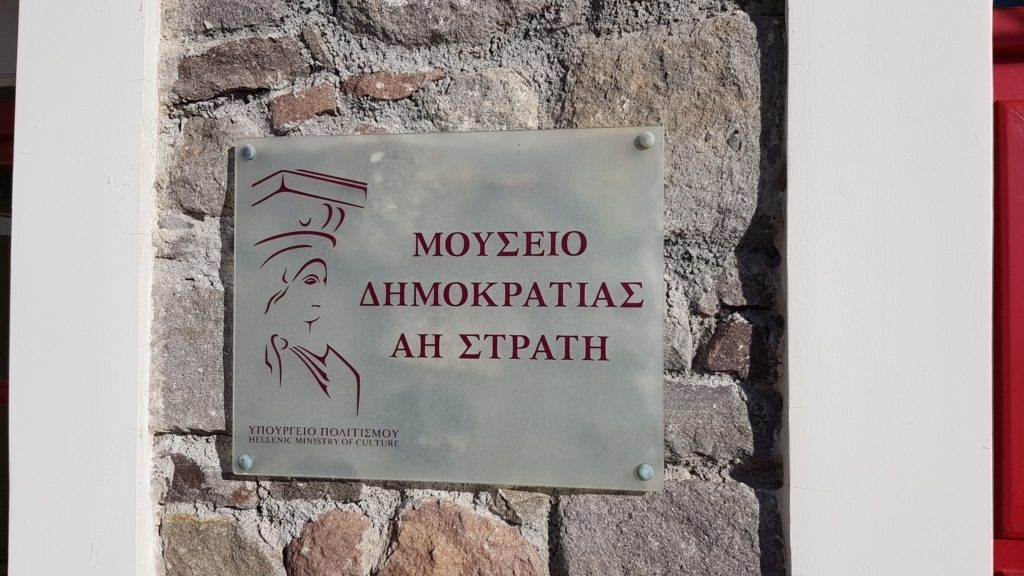 ΜΟΥΣΕΙΟ
ΔΗΜΟΚΡΑΤΙΑΣ
ΑΗ ΣΤΡΑΤΗ
ΥΠΟΥΡΓΕΙΟ ΠΟΛΙΤΙΣΜΟΥ
HELLENIC MINISTRY OF CULTURE